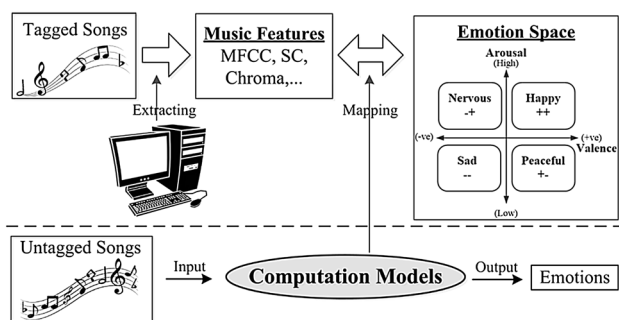 Tagged Songs
Music Features
MFCC, SC,
Chroma,...
Extracting
Mapping
Emotion Space
Arousal
(High)
Nervous
-+
Happy
++
(-ve)
(+ve)
Valence
Sad
--
Peaceful
+-
(Low)
Untagged Songs
Input
Computation Models
Output
Emotions